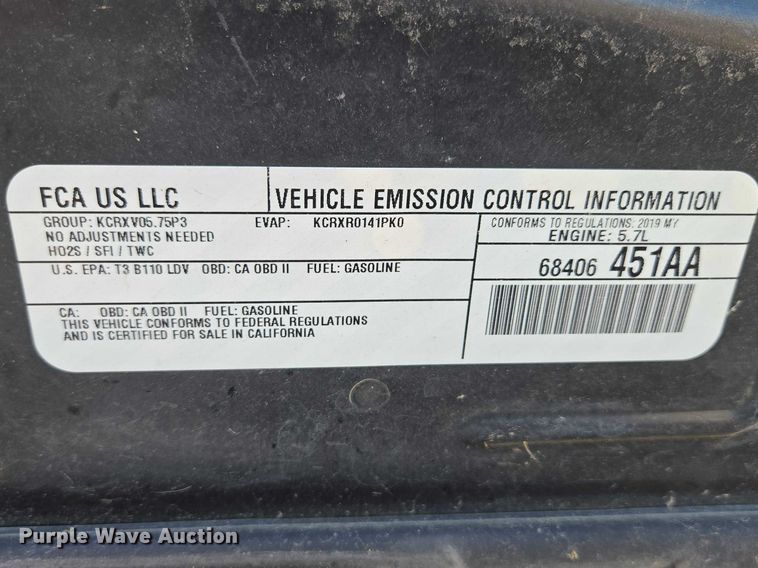 FCA US LLC
VEHICLE EMISSION CONTROL INFORMATION
GROUP: KCRXV05.75P3 EVAP: KCRXR0141PK0
NO ADJUSTMENTS NEEDED
HO2S / SFI / TWC
CONFORMS TO REGULATIONS: 2019 MY
ENGINE: 5.7L
U.S. EPA: T3 B110 LDV OBD: CA OBD II FUEL: GASOLINE
68406 451AA
CA: OBD: CA OBD II FUEL: GASOLINE
THIS VEHICLE CONFORMS TO FEDERAL REGULATIONS
AND IS CERTIFIED FOR SALE IN CALIFORNIA
Purple Wave Auction